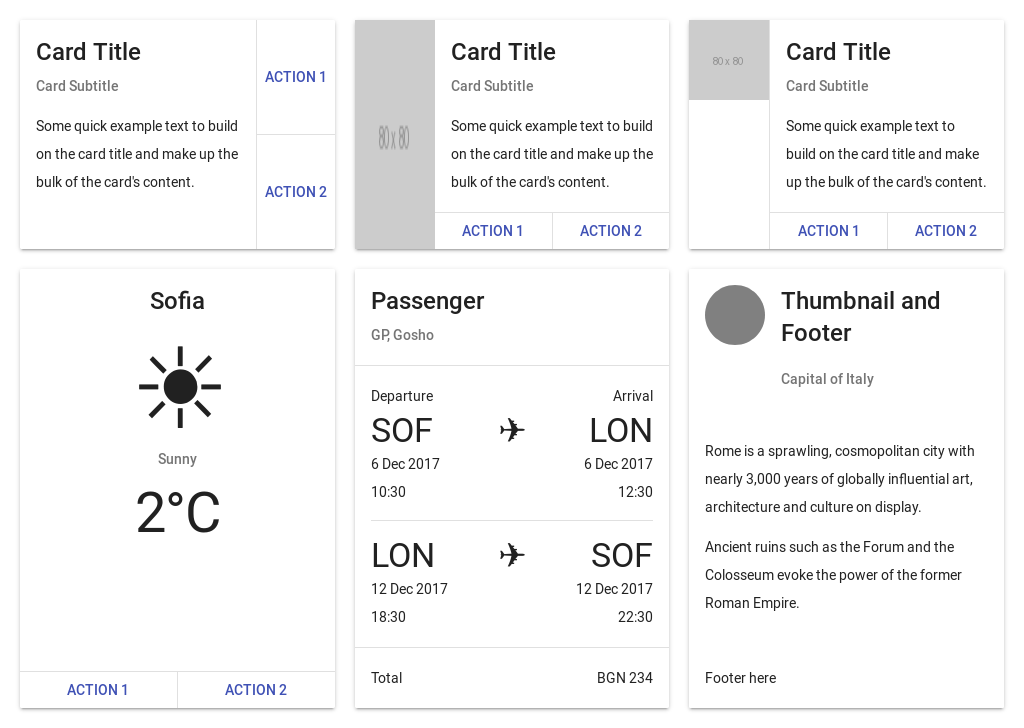 Card Title
Card Subtitle
Some quick example text to build
on the card title and make up the
bulk of the card's content.
ACTION 1
ACTION 2
80 x 80
Card Title
Card Subtitle
Some quick example text to build
on the card title and make up the
bulk of the card's content.
ACTION 1 ACTION 2
80 x 80
Card Title
Card Subtitle
Some quick example text to
build on the card title and make
up the bulk of the card's content.
ACTION 1 ACTION 2
Sofia
Sunny
2°C
ACTION 1 ACTION 2
Passenger
GP, Gosho
Departure Arrival
SOF ✈ LON
6 Dec 2017 6 Dec 2017
10:30 12:30
LON ✈ SOF
12 Dec 2017 12 Dec 2017
18:30 22:30
Total BGN 234
Thumbnail and
Footer
Capital of Italy
Rome is a sprawling, cosmopolitan city with
nearly 3,000 years of globally influential art,
architecture and culture on display.
Ancient ruins such as the Forum and the
Colosseum evoke the power of the former
Roman Empire.
Footer here